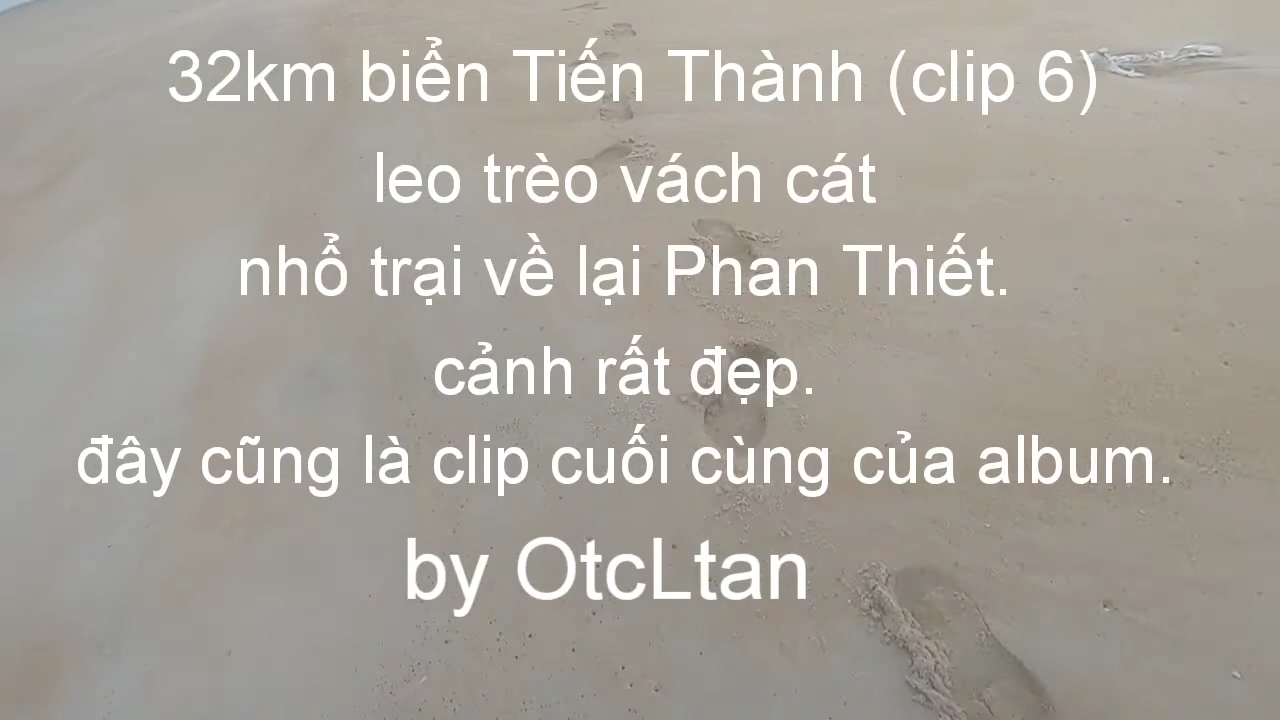 32km biển Tiến Thành (clip 6)
leo trèo vách cát
nhổ trại về lại Phan Thiết.
cảnh rất đẹp.
đây cũng là clip cuối cùng của album.
by OtcLtan